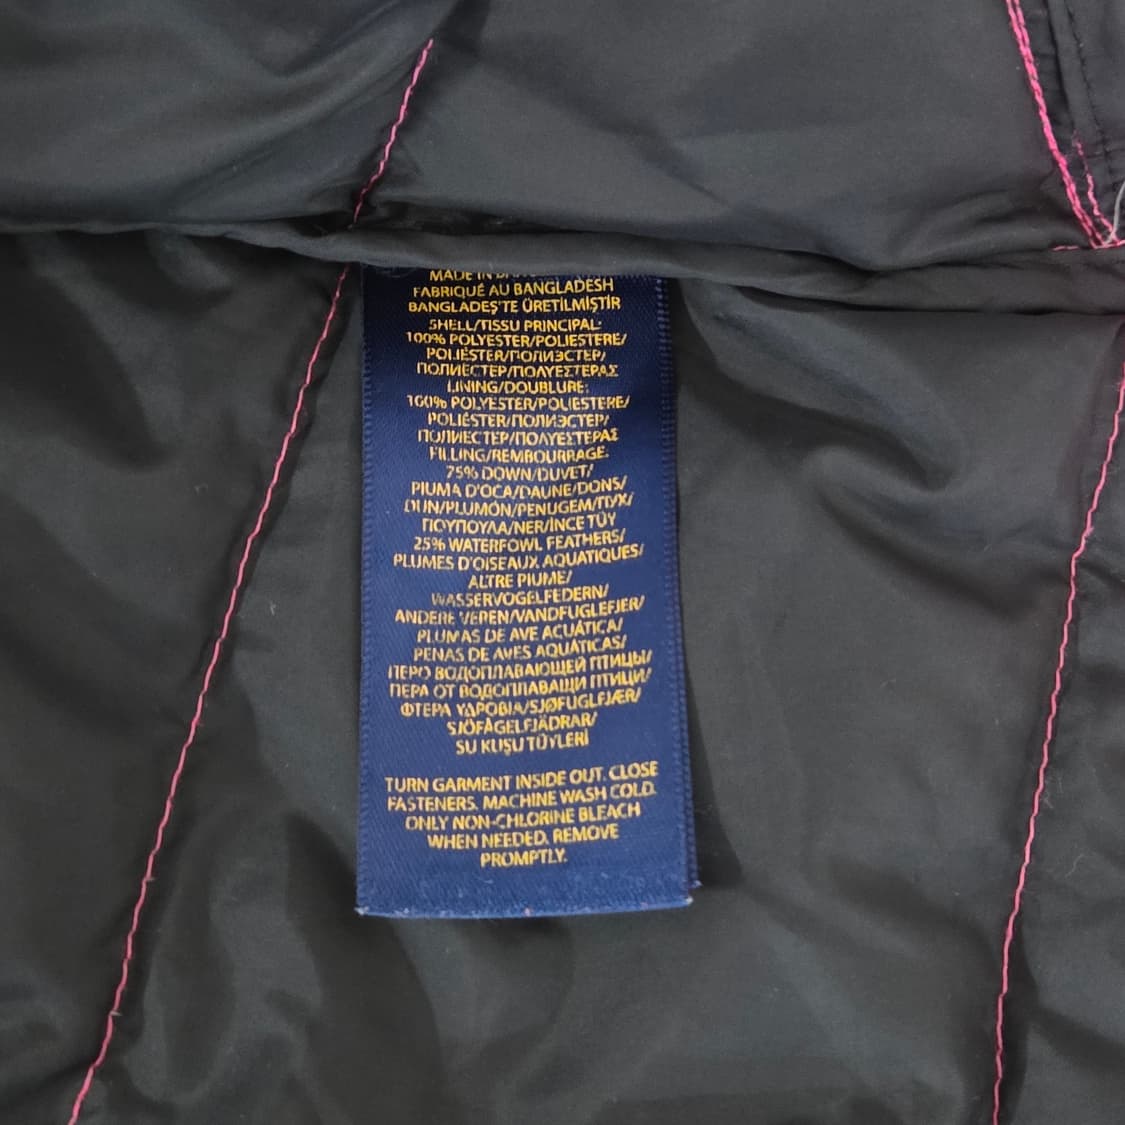 MADE IN
FABRIQUÉ AU BANGLADESH
BANGLADEŞ'TE ÜRETİLMİŞTİR
SHELL/TISSU PRINCIPAL:
100% POLYESTER/POLIESTERE/
POLIÉSTER/ПОЛИЭСТЕР/
ПОЛИЕСТЕР/ΠΟΛΥΕΣΤΕΡΑΣ
LINING/DOUBLURE:
100% POLYESTER/POLIESTERE/
POLIÉSTER/ПОЛИЭСТЕР/
ПОЛИЕСТЕР/ΠΟΛΥΕΣΤΕΡΑΣ
FILLING/REMBOURRAGE:
75% DOWN/DUVET/
PIUMA D'OCA/DAUNE/DONS/
DUN/PLUMÓN/PENUGEM/ПУХ/
ΠΟΥΠΟΥΛΑ/NER/İNCE TÜY
25% WATERFOWL FEATHERS/
PLUMES D'OISEAUX AQUATIQUES/
ALTRE PIUME/
WASSERVOGELFEDERN/
ANDERE VEREN/VANDFUGLEFJER/
PLUMAS DE AVE ACUÁTICA/
PENAS DE AVES AQUÁTICAS/
ПЕРО ВОДОПЛАВАЮЩЕЙ ПТИЦЫ/
ПЕРА ОТ ВОДОПЛАВАЩИ ПТИЦИ/
ΦΤΕΡΑ ΥΔΡΟΒΙΑ/SJØFUGLFJÆR/
SJÖFÅGELFJÄDRAR/
SU KUŞU TÜYLERİ
TURN GARMENT INSIDE OUT. CLOSE
FASTENERS. MACHINE WASH COLD.
ONLY NON-CHLORINE BLEACH
WHEN NEEDED. REMOVE
PROMPTLY.